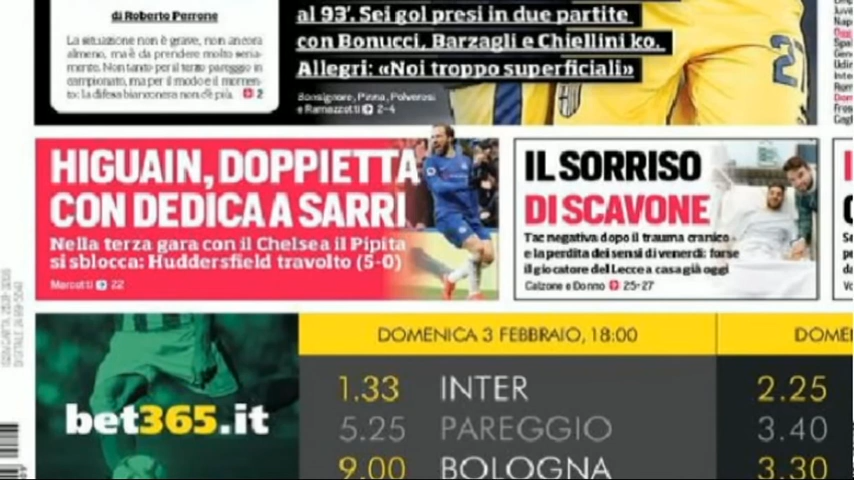 di Roberto Perrone
La situazione non è grave, non ancora
almeno, ma è da prendere molto seria-
mente. Non tanto per il terzo pareggio in
campionato, ma per il modo e il momen-
to: la difesa bianconera non c'è più. 2
al 93'. Sei gol presi in due partite
con Bonucci, Barzagli e Chiellini ko.
Allegri: «Noi troppo superficiali»
Bonsignore, Pinna, Polverosi
e Ramazzotti 2-4
HIGUAIN, DOPPIETTA
CON DEDICA A SARRI
Nella terza gara con il Chelsea il Pipita
si sblocca: Huddersfield travolto (5-0)
Marcotti 22
IL SORRISO
DI SCAVONE
Tac negativa dopo il trauma cranico
e la perdita dei sensi di venerdì: forse
il giocatore del Lecce a casa già oggi
Calzone e Donno 25-27
bet365.it
DOMENICA 3 FEBBRAIO, 18:00
1.33 INTER
5.25 PAREGGIO
9.00 BOLOGNA
DOME
2.25
3.40
3.30